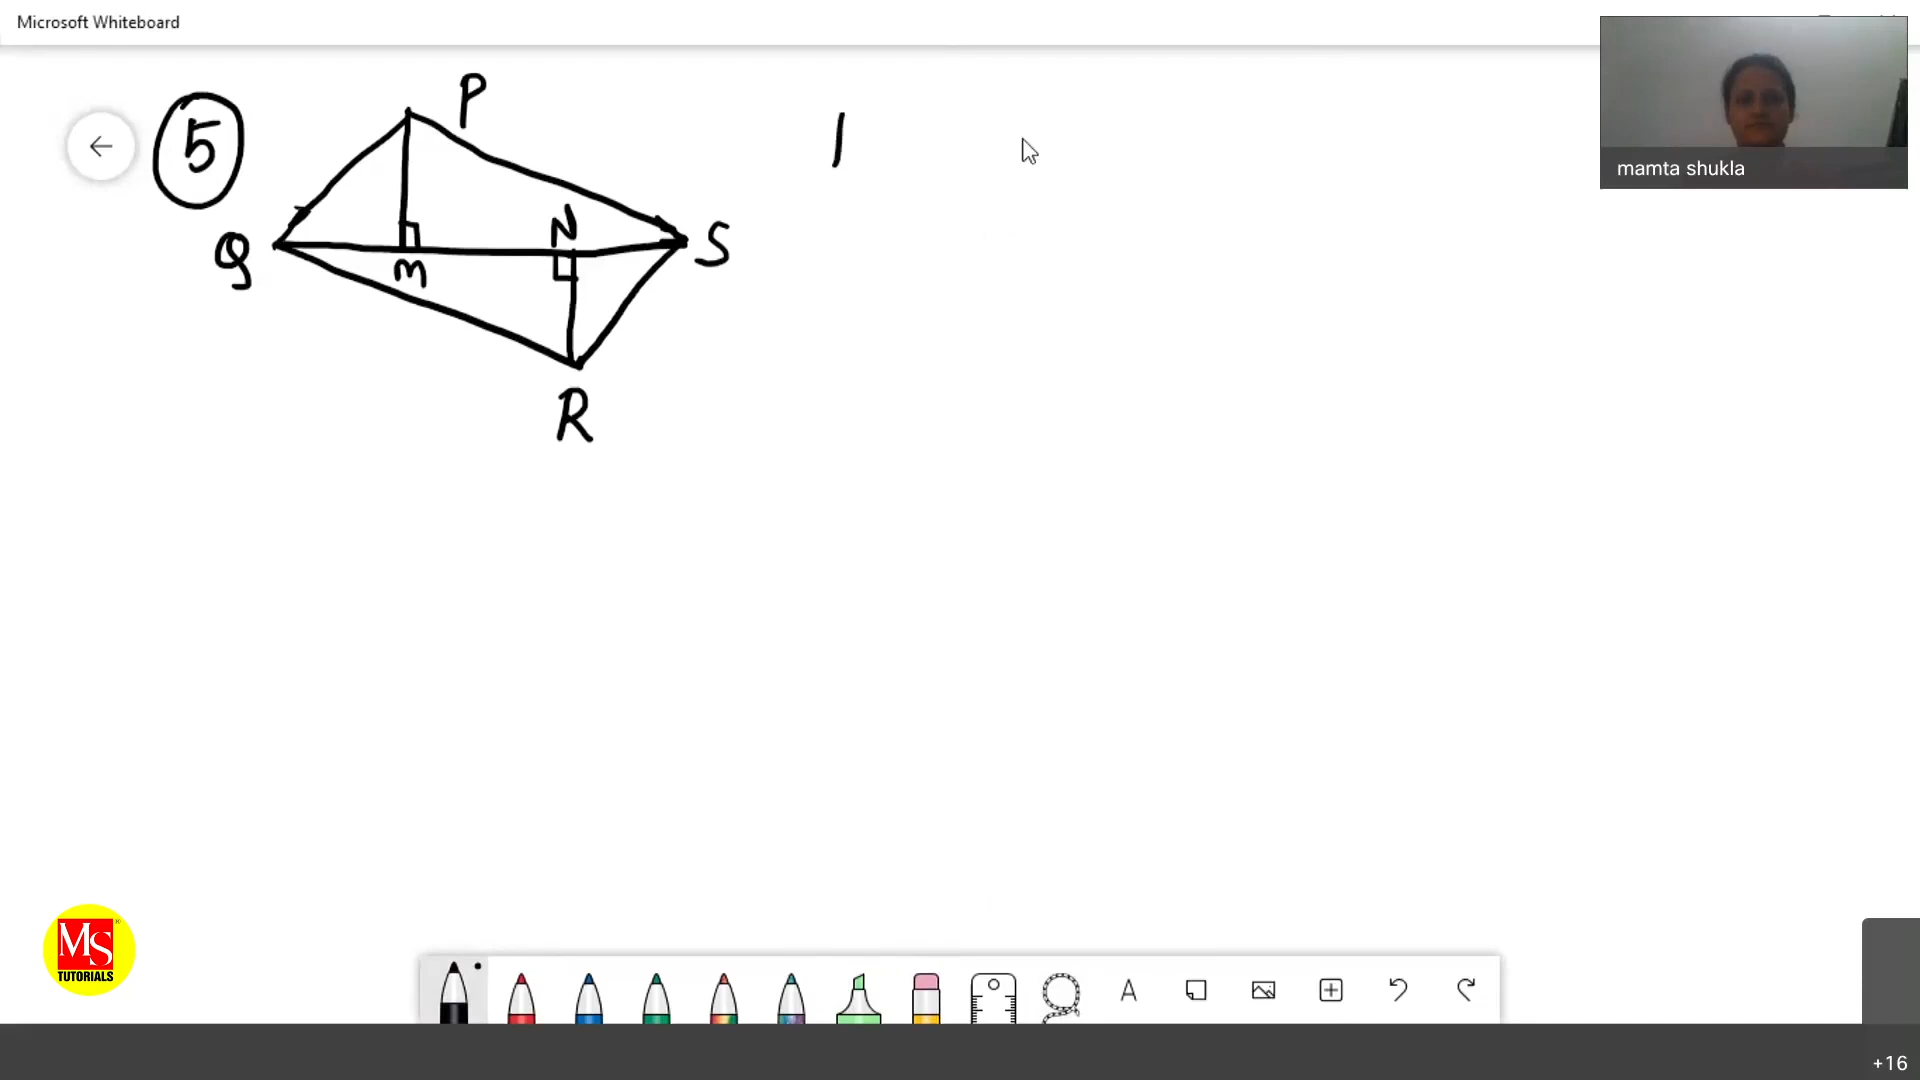 Microsoft Whiteboard
mamta shukla
5
P
Q
M
N
S
R
MS
TUTORIALS
A
+16